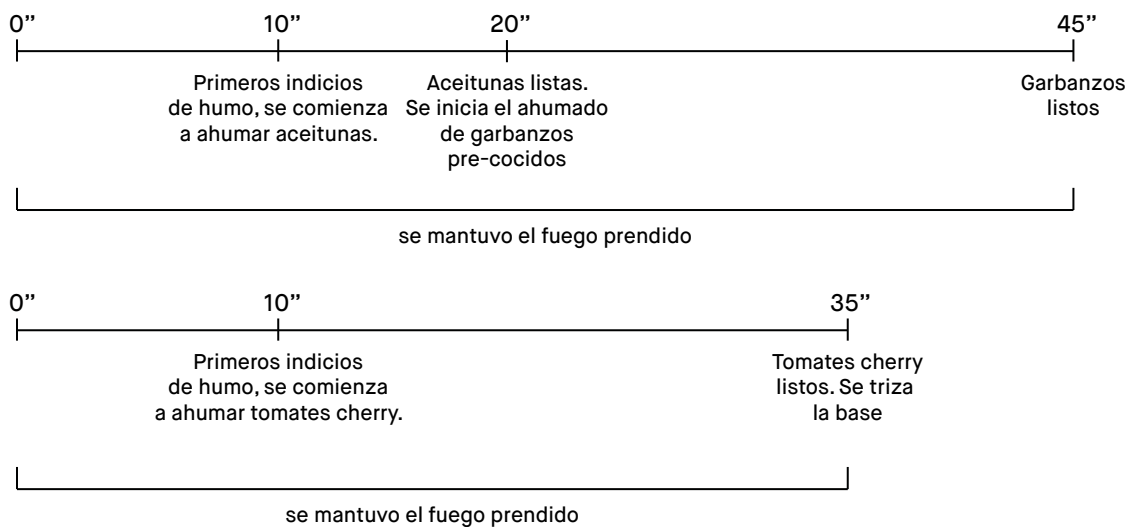 0” 10” 20” 45”
Primeros indicios
de humo, se comienza
a ahumar aceitunas.
Aceitunas listas.
Se inicia el ahumado
de garbanzos
pre-cocidos
Garbanzos
listos
se mantuvo el fuego prendido
0” 10” 35”
Primeros indicios
de humo, se comienza
a ahumar tomates cherry.
Tomates cherry
listos. Se triza
la base
se mantuvo el fuego prendido